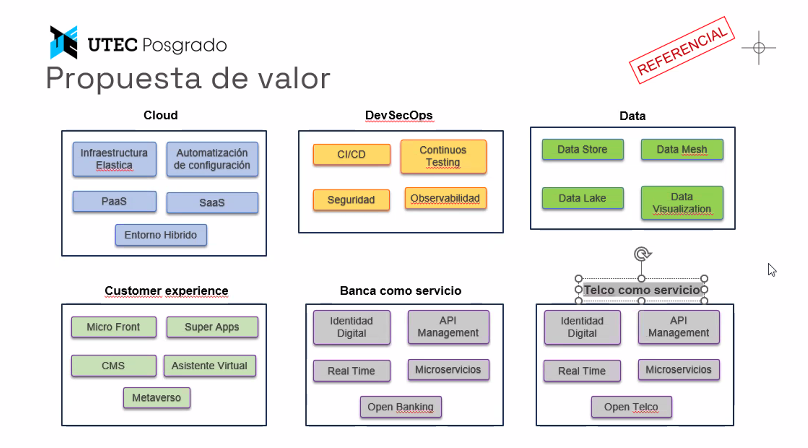 UTEC Posgrado
REFERENCIAL
Propuesta de valor
Cloud
Infraestructura
Elastica
Automatización
de configuración
PaaS
SaaS
Entorno Hibrido
DevSecOps
CI/CD
Continuos
Testing
Seguridad
Observabilidad
Data
Data Store
Data Mesh
Data Lake
Data
Visualization
Customer experience
Micro Front
Super Apps
CMS
Asistente Virtual
Metaverso
Banca como servicio
Identidad
Digital
API
Management
Real Time
Microservicios
Open Banking
Telco como servicio
Identidad
Digital
API
Management
Real Time
Microservicios
Open Telco